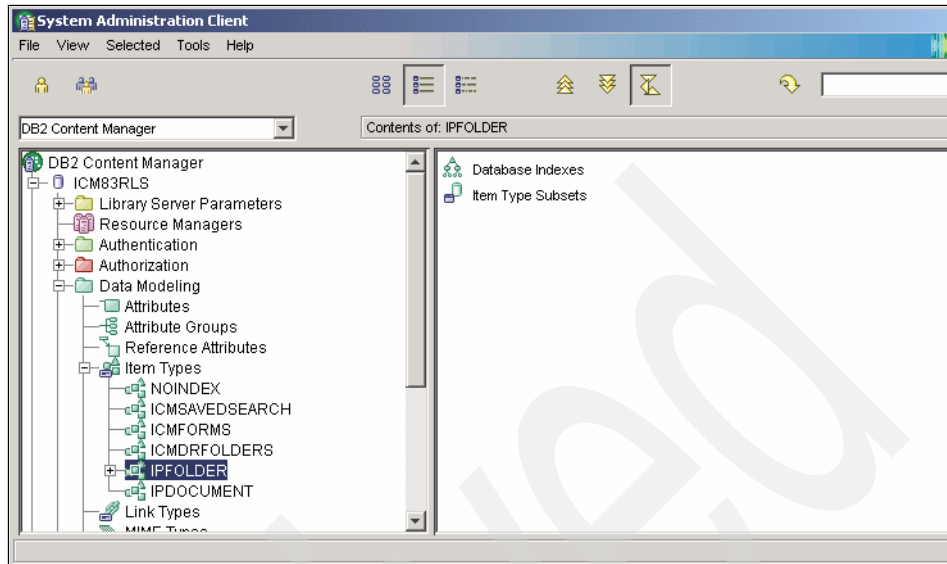 System Administration Client
File View Selected Tools Help
DB2 Content Manager
Contents of: IPFOLDER
DB2 Content Manager
ICM83RLS
Library Server Parameters
Resource Managers
Authentication
Authorization
Data Modeling
Attributes
Attribute Groups
Reference Attributes
Item Types
NOINDEX
ICMSAVEDSEARCH
ICMFORMS
ICMDRFOLDERS
IPFOLDER
IPDOCUMENT
Link Types
MIME Types
Database Indexes
Item Type Subsets